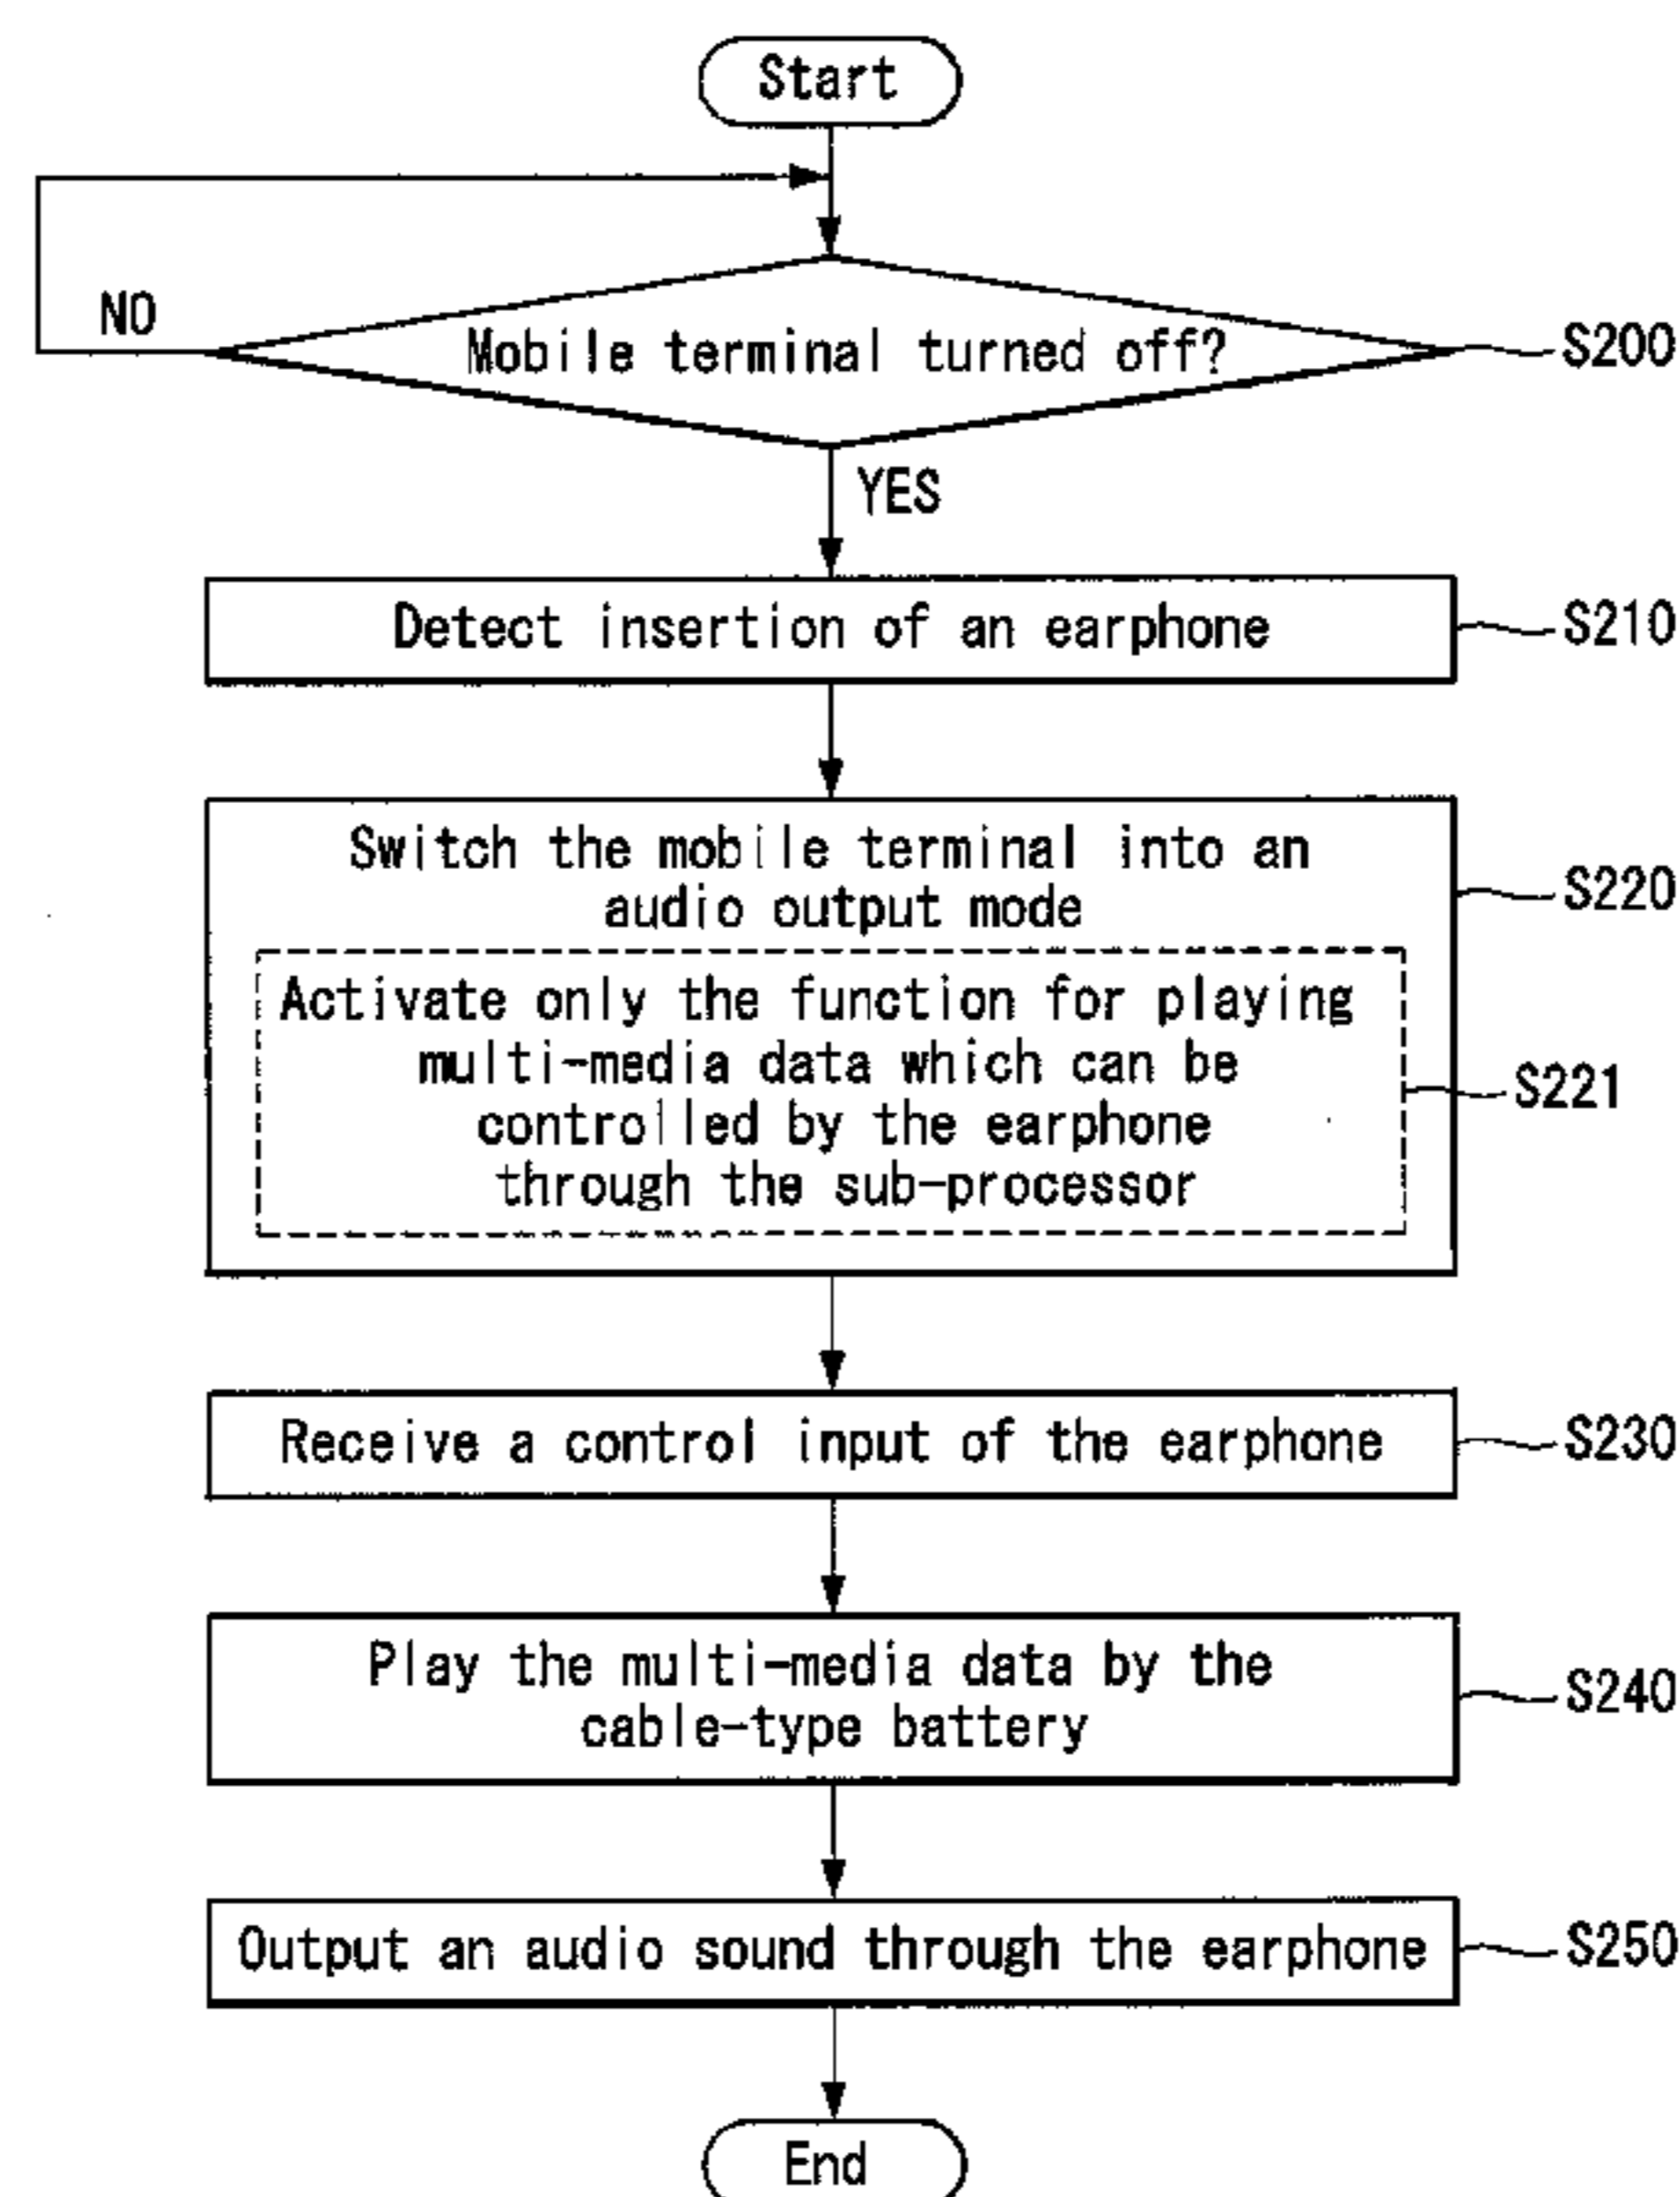 Start
NO
Mobile terminal turned off?
S200
YES
Detect insertion of an earphone
S210
Switch the mobile terminal into an
audio output mode
S220
Activate only the function for playing
multi-media data which can be
controlled by the earphone
through the sub-processor
S221
Receive a control input of the earphone
S230
Play the multi-media data by the
cable-type battery
S240
Output an audio sound through the earphone
S250
End